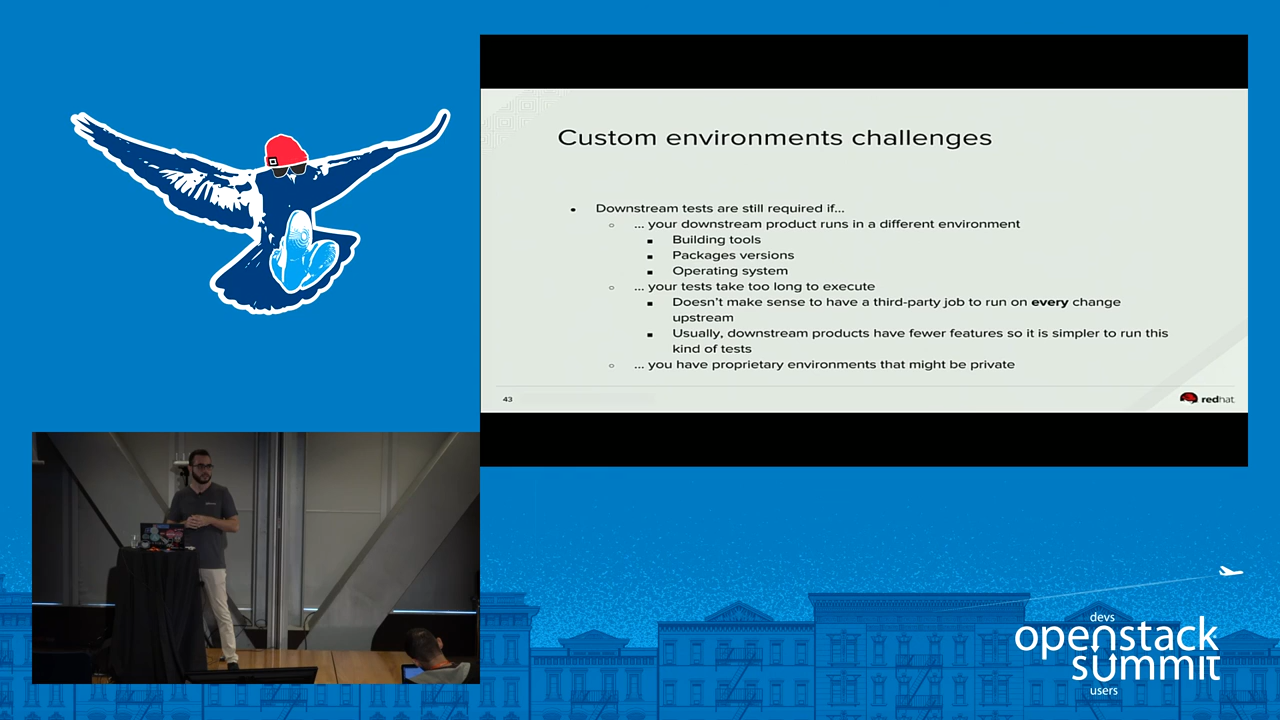 Custom environments challenges
Downstream tests are still required if...
... your downstream product runs in a different environment
Building tools
Packages versions
Operating system
... your tests take too long to execute
Doesn't make sense to have a third-party job to run on every change
upstream
Usually, downstream products have fewer features so it is simpler to run this
kind of tests
... you have proprietary environments that might be private
43
redhat
devs
openstack
summit
users